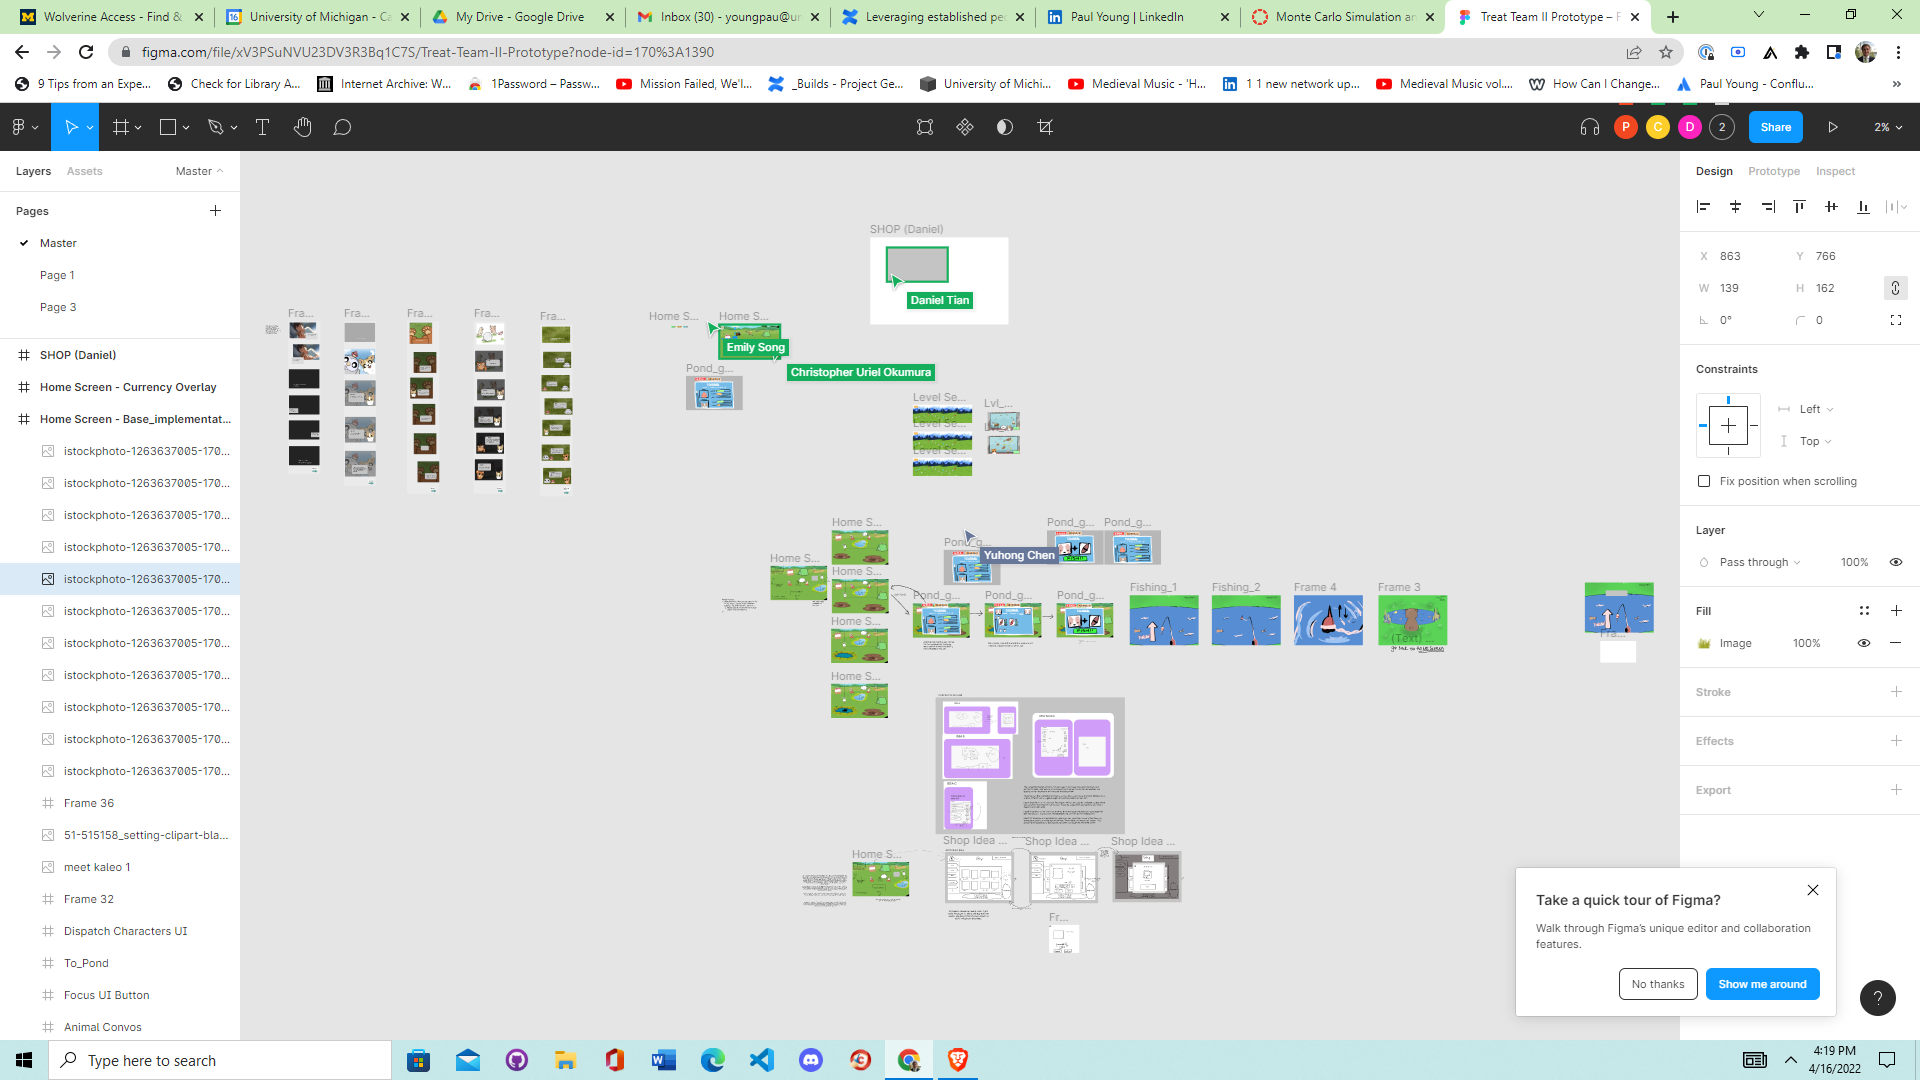 Wolverine Access - Find &
University of Michigan - Ca
My Drive - Google Drive
Inbox (30) - youngpau@um
Leveraging established pe
Paul Young | LinkedIn
Monte Carlo Simulation an
Treat Team II Prototype – F
figma.com/file/xV3PSuNVU23DV3R3Bq1C7S/Treat-Team-II-Prototype?node-id=170%3A1390
9 Tips from an Expe...
Check for Library A...
Internet Archive: W...
1Password – Passw...
Mission Failed, We'l...
_Builds - Project Ge...
University of Michi...
Medieval Music - 'H...
1 1 new network up...
Medieval Music vol....
How Can I Change...
Paul Young - Conflu...
P
C
D
2
Share
2%
Layers
Assets
Master
Pages
Master
Page 1
Page 3
SHOP (Daniel)
Home Screen - Currency Overlay
Home Screen - Base_implementat...
istockphoto-1263637005-170...
istockphoto-1263637005-170...
istockphoto-1263637005-170...
istockphoto-1263637005-170...
istockphoto-1263637005-170...
istockphoto-1263637005-170...
istockphoto-1263637005-170...
istockphoto-1263637005-170...
istockphoto-1263637005-170...
istockphoto-1263637005-170...
istockphoto-1263637005-170...
Frame 36
51-515158_setting-clipart-bla...
meet kaleo 1
Frame 32
Dispatch Characters UI
To_Pond
Focus UI Button
Animal Convos
SHOP (Daniel)
Daniel Tian
Fra...
Fra...
Fra...
Fra...
Fra...
Home S...
Home S...
Emily Song
Christopher Uriel Okumura
Pond_g...
Level Se...
Level Se...
Level Se...
Lvl_...
Home S...
Home S...
Home S...
Home S...
Home S...
Pond_g...
Yuhong Chen
Pond_g...
Pond_g...
Pond_g...
Pond_g...
Pond_g...
Fishing_1
Fishing_2
Frame 4
Frame 3
(Text) ...
Fra...
Home S...
Shop Idea ...
Shop Idea ...
Shop Idea ...
Fr...
Design
Prototype
Inspect
X 863
Y 766
W 139
H 162
0°
0
Constraints
Left
Top
Fix position when scrolling
Layer
Pass through
100%
Fill
Image
100%
Stroke
Effects
Export
Take a quick tour of Figma?
Walk through Figma's unique editor and collaboration
features.
No thanks
Show me around
?
Type here to search
4:19 PM
4/16/2022